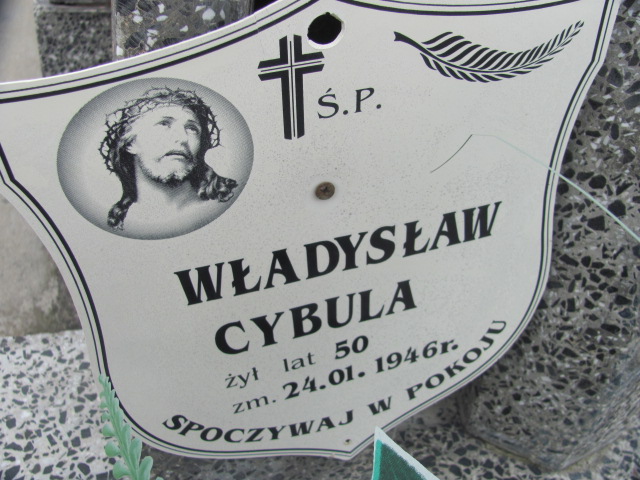 Ś.P.
WŁADYSŁAW
CYBULA
żył lat 50
zm. 24.01.1946r.
SPOCZYWAJ W POKOJU